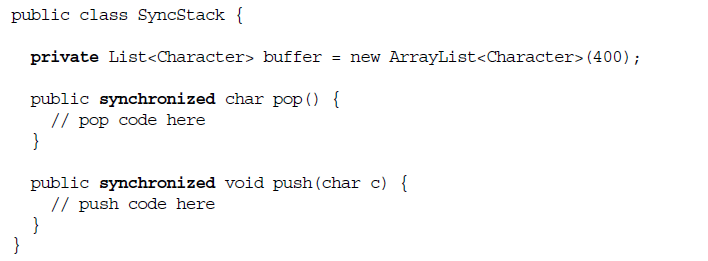 public class SyncStack {
private List<Character> buffer = new ArrayList<Character>(400);
public synchronized char pop() {
// pop code here
}
public synchronized void push(char c) {
// push code here
}
}